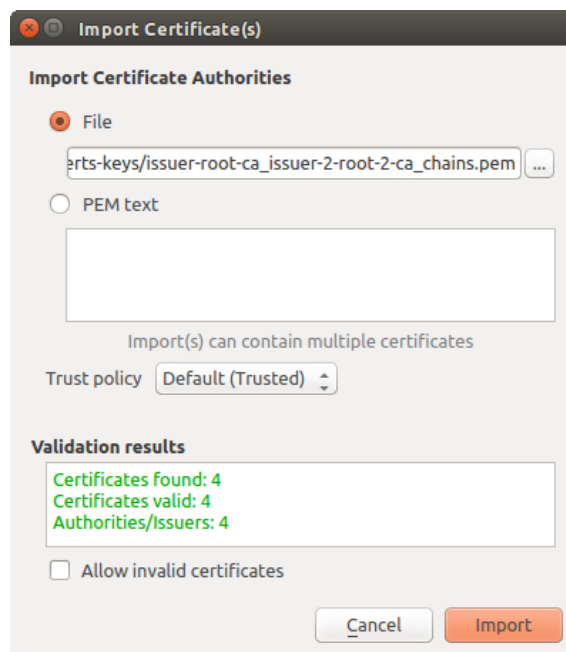 Import Certificate(s)
Import Certificate Authorities
File
erts-keys/issuer-root-ca_issuer-2-root-2-ca_chains.pem ...
PEM text
Import(s) can contain multiple certificates
Trust policy Default (Trusted)
Validation results
Certificates found: 4
Certificates valid: 4
Authorities/Issuers: 4
Allow invalid certificates
Cancel Import